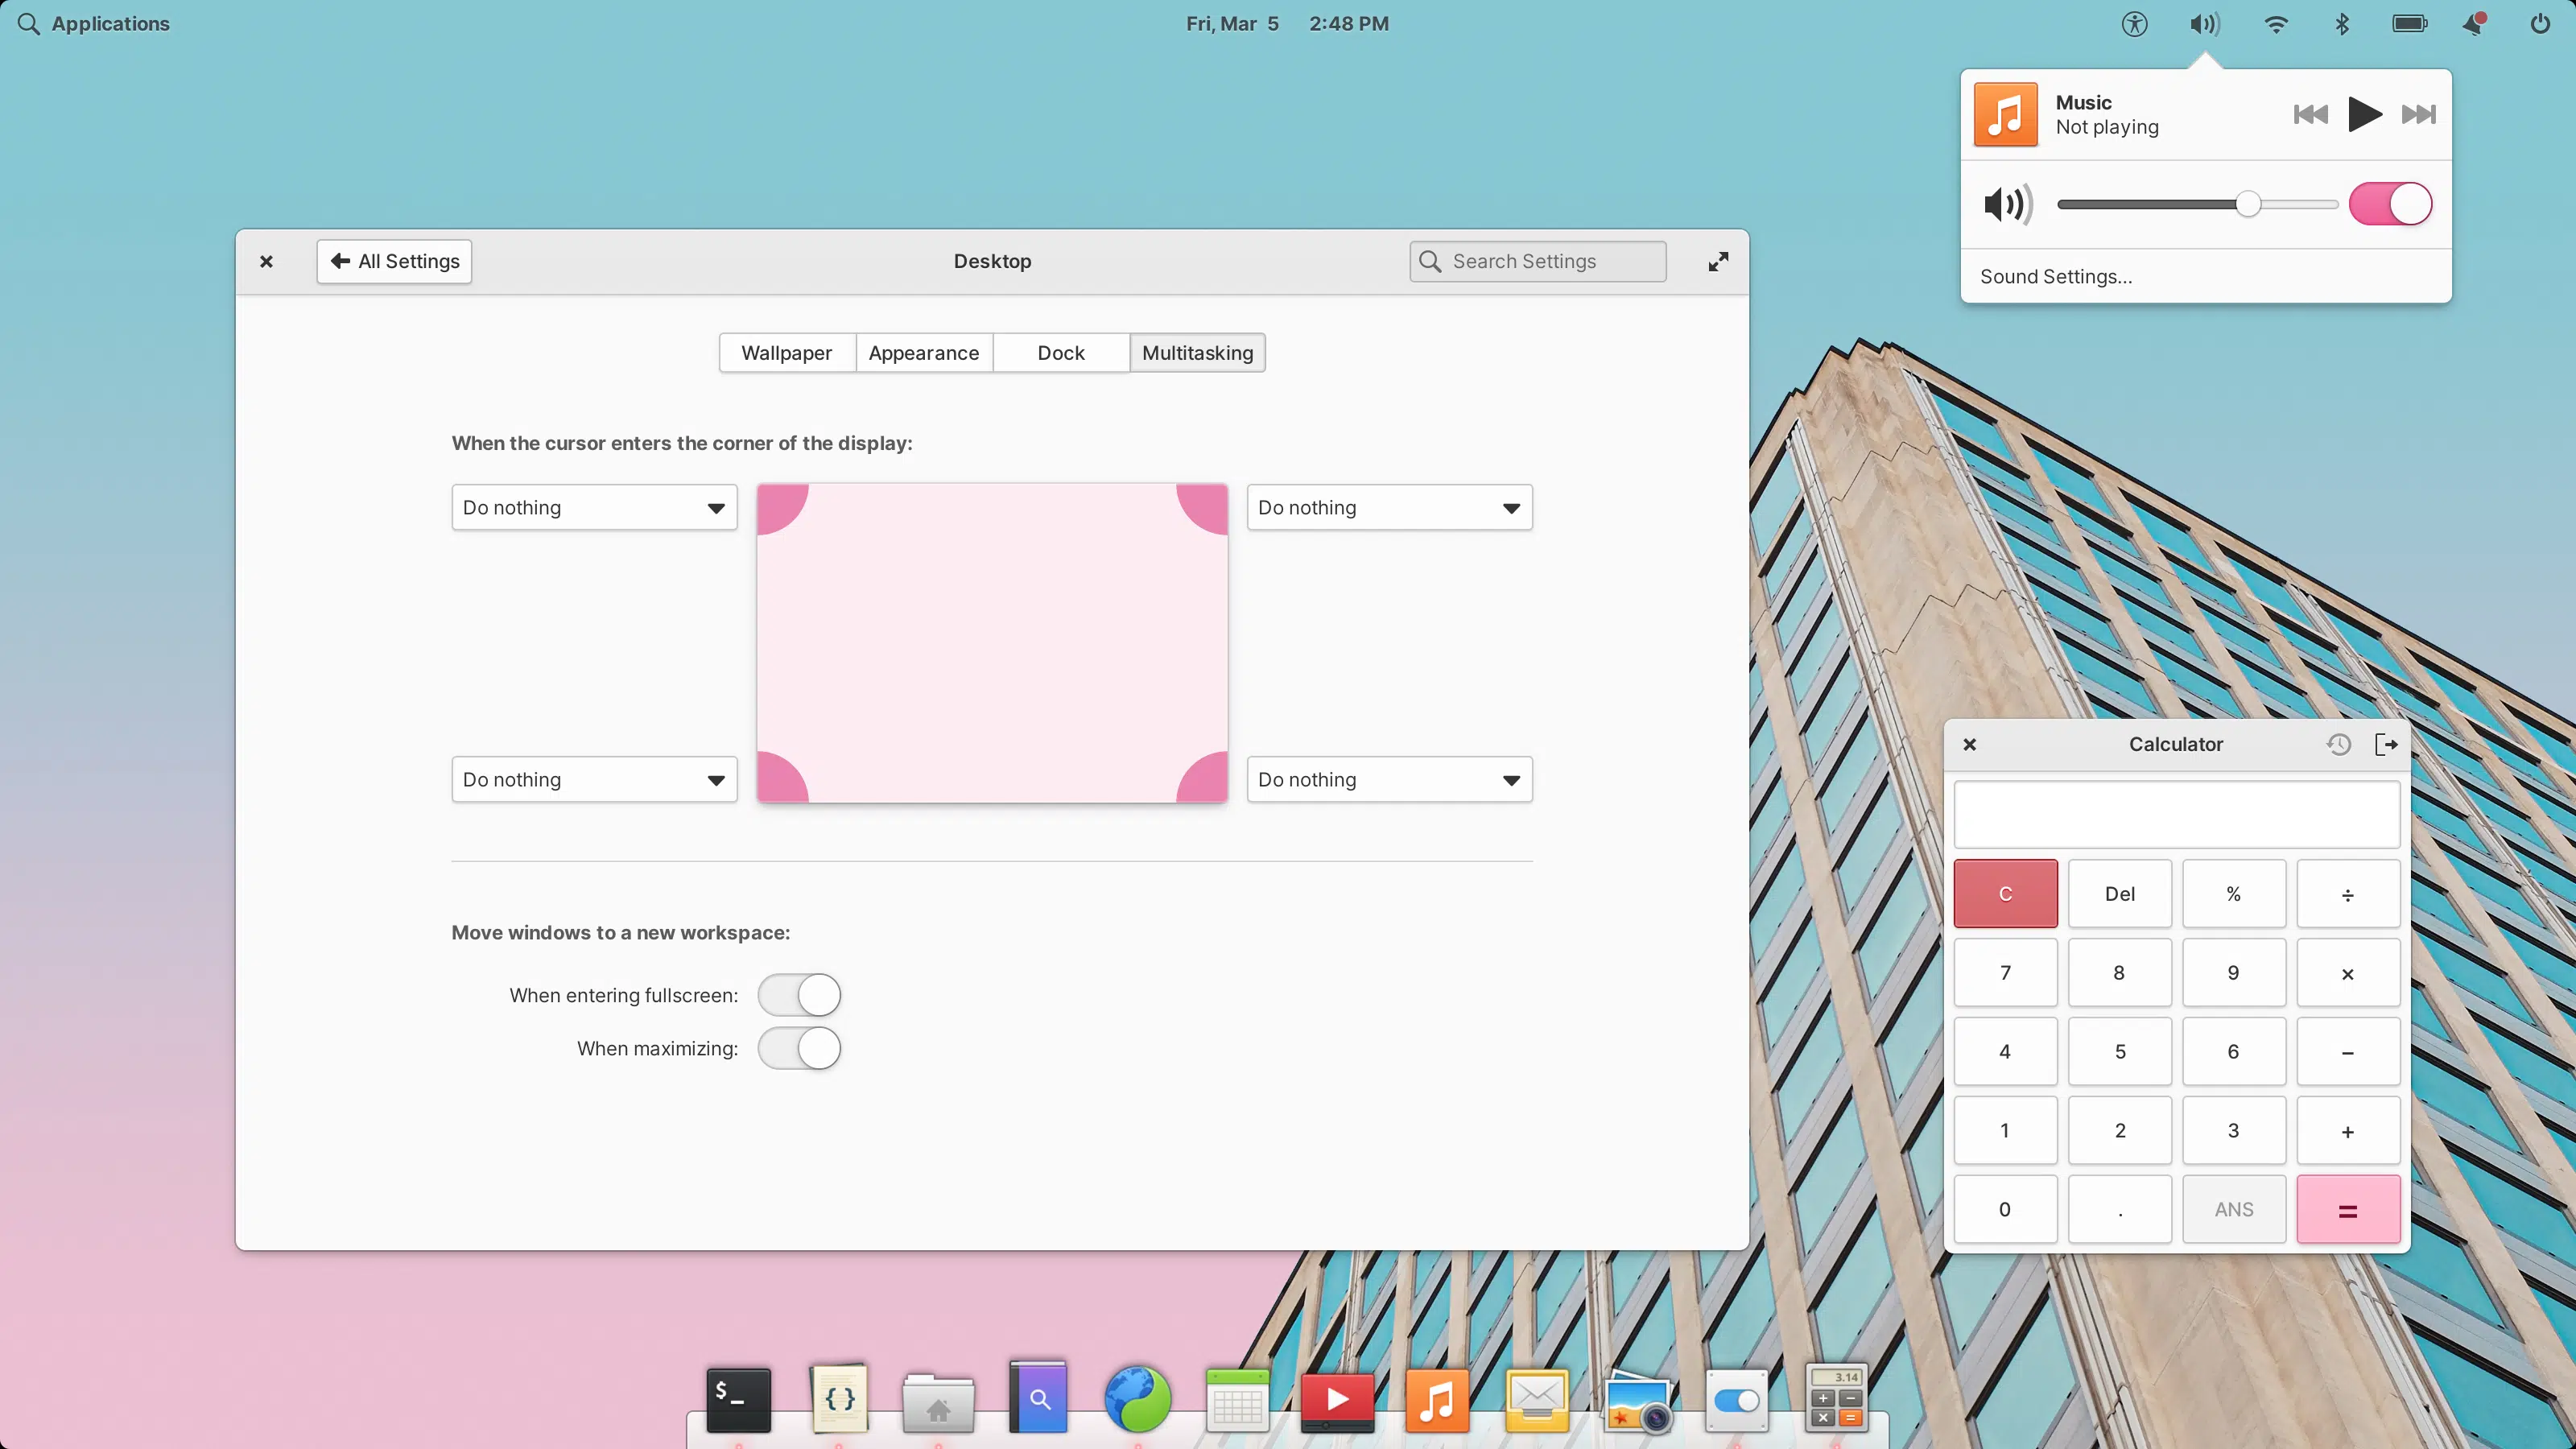 Applications
Fri, Mar 5 2:48 PM
Music
Not playing
Sound Settings...
All Settings
Desktop
Search Settings
Wallpaper
Appearance
Dock
Multitasking
When the cursor enters the corner of the display:
Do nothing
Do nothing
Do nothing
Do nothing
Move windows to a new workspace:
When entering fullscreen:
When maximizing:
Calculator
C Del % ÷
7 8 9 ×
4 5 6 −
1 2 3 +
0 . ANS =
$_
{}
3.14
+ −
× =